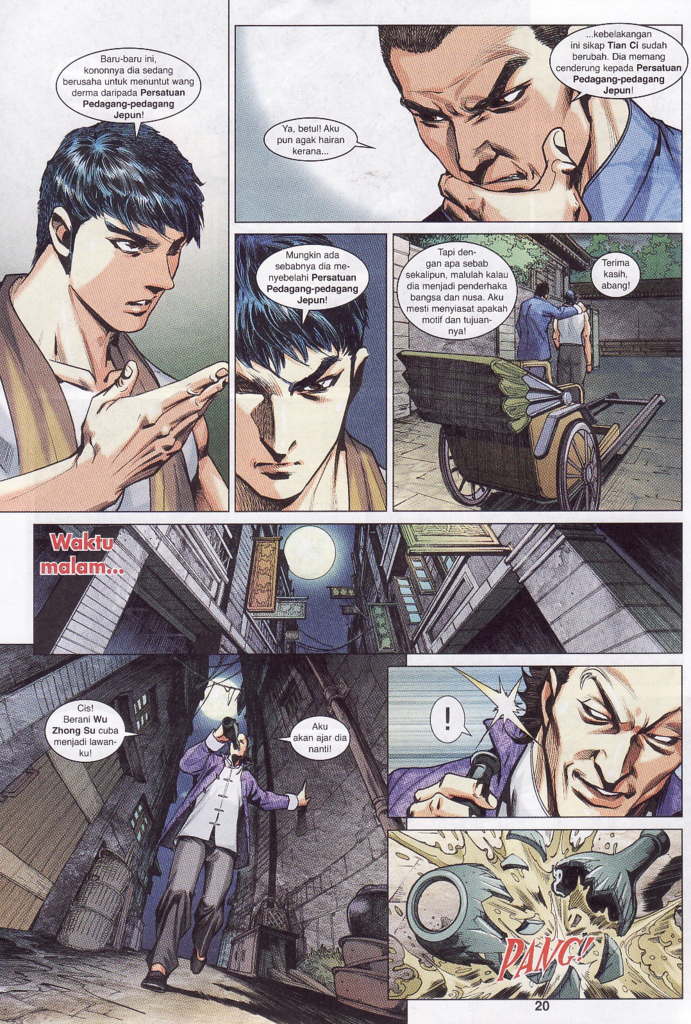 Baru-baru ini,
kononnya dia sedang
berusaha untuk menuntut wang
derma daripada Persatuan
Pedagang-pedagang
Jepun!
...kebelakangan
ini sikap Tian Ci sudah
berubah. Dia memang
cenderung kepada Persatuan
Pedagang-pedagang
Jepun!
Ya, betul! Aku
pun agak hairan
kerana...
Mungkin ada
sebabnya dia me-
nyebelahi Persatuan
Pedagang-pedagang
Jepun!
Tapi den-
gan apa sebab
sekalipun, malulah kalau
dia menjadi penderhaka
bangsa dan nusa. Aku
mesti menyiasat apakah
motif dan tujuan-
nya!
Terima
kasih,
abang!
Waktu
malam...
Cis!
Berani Wu
Zhong Su cuba
menjadi lawan-
ku!
Aku
akan ajar dia
nanti!
!
PANG!
20